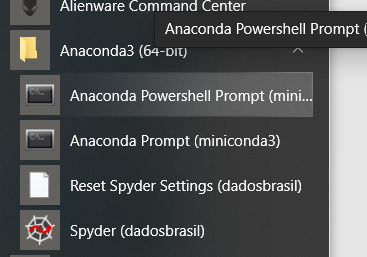 Alienware Command Center
Anaconda Powershell Prompt (
Anaconda3 (64-bit)
Anaconda Powershell Prompt (mini...
Anaconda Prompt (miniconda3)
Reset Spyder Settings (dadosbrasil)
Spyder (dadosbrasil)